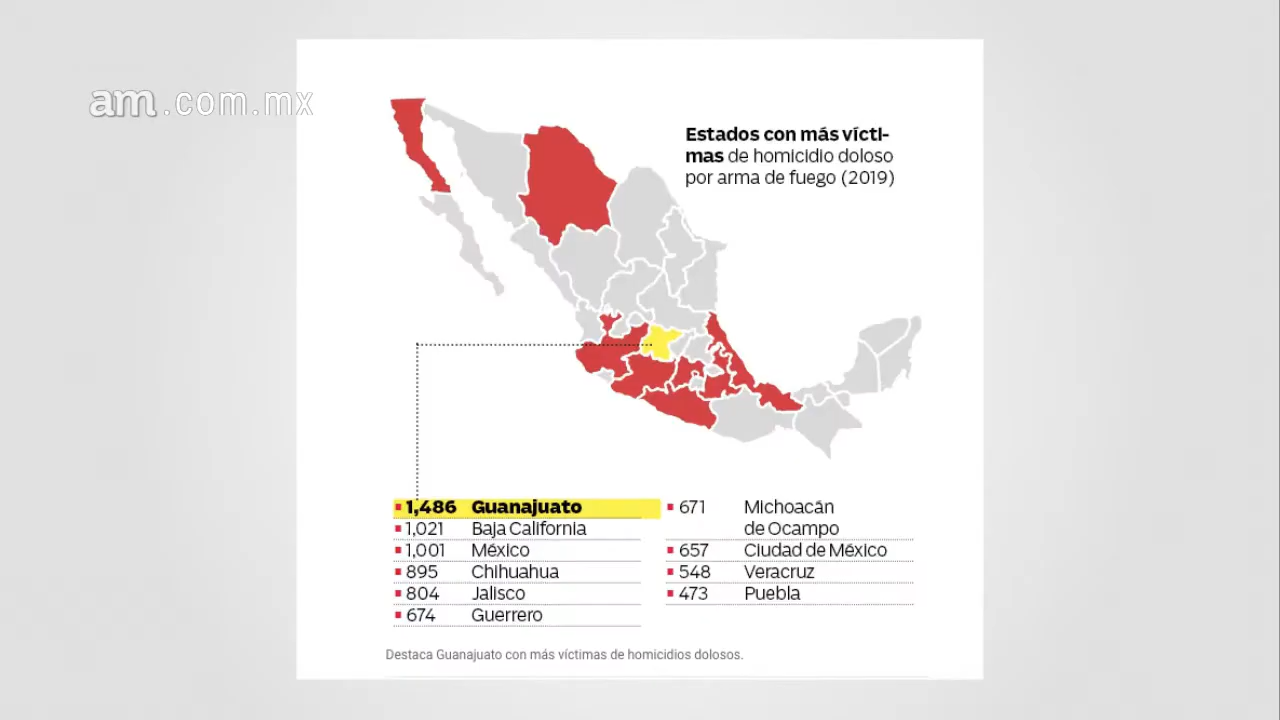 am.com.mx
Estados con más vícti-
mas de homicidio doloso
por arma de fuego (2019)
1,486 Guanajuato
1,021 Baja California
1,001 México
895 Chihuahua
804 Jalisco
674 Guerrero
671 Michoacán
de Ocampo
657 Ciudad de México
548 Veracruz
473 Puebla
Destaca Guanajuato con más víctimas de homicidios dolosos.